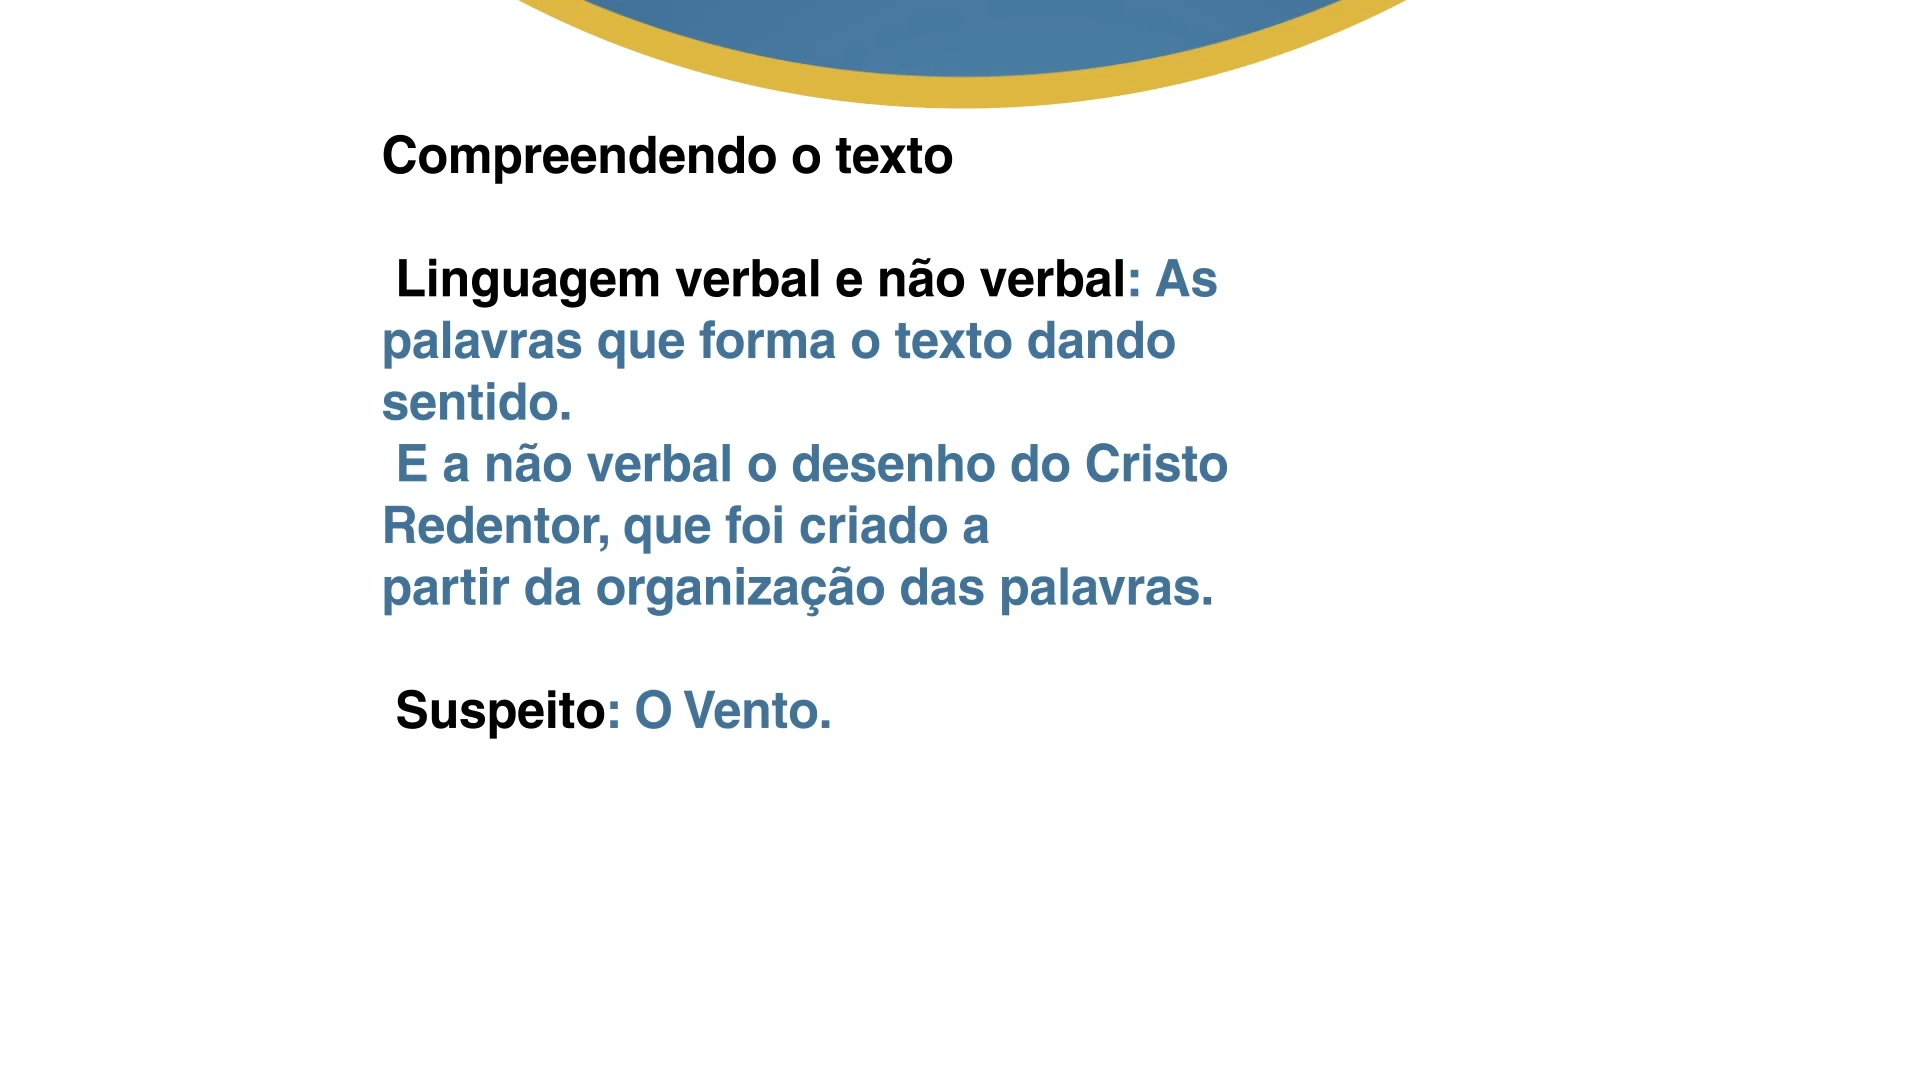 Compreendendo o texto
Linguagem verbal e não verbal: As
palavras que forma o texto dando
sentido.
E a não verbal o desenho do Cristo
Redentor, que foi criado a
partir da organização das palavras.
Suspeito: O Vento.